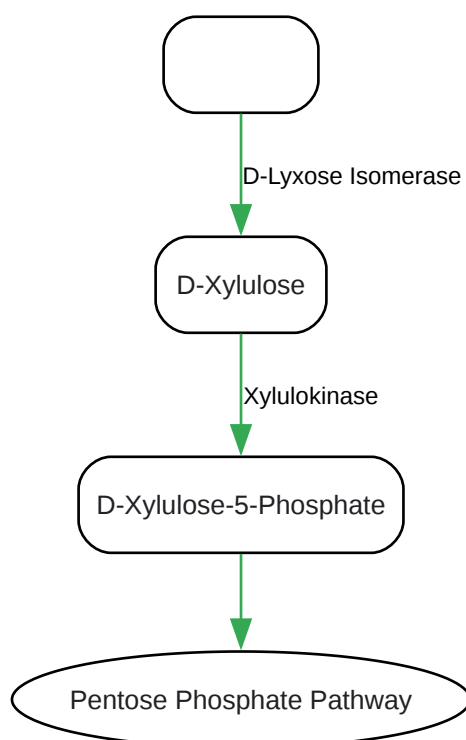 D-Lyxose Isomerase
D-Xylulose
Xylulokinase
D-Xylulose-5-Phosphate
Pentose Phosphate Pathway